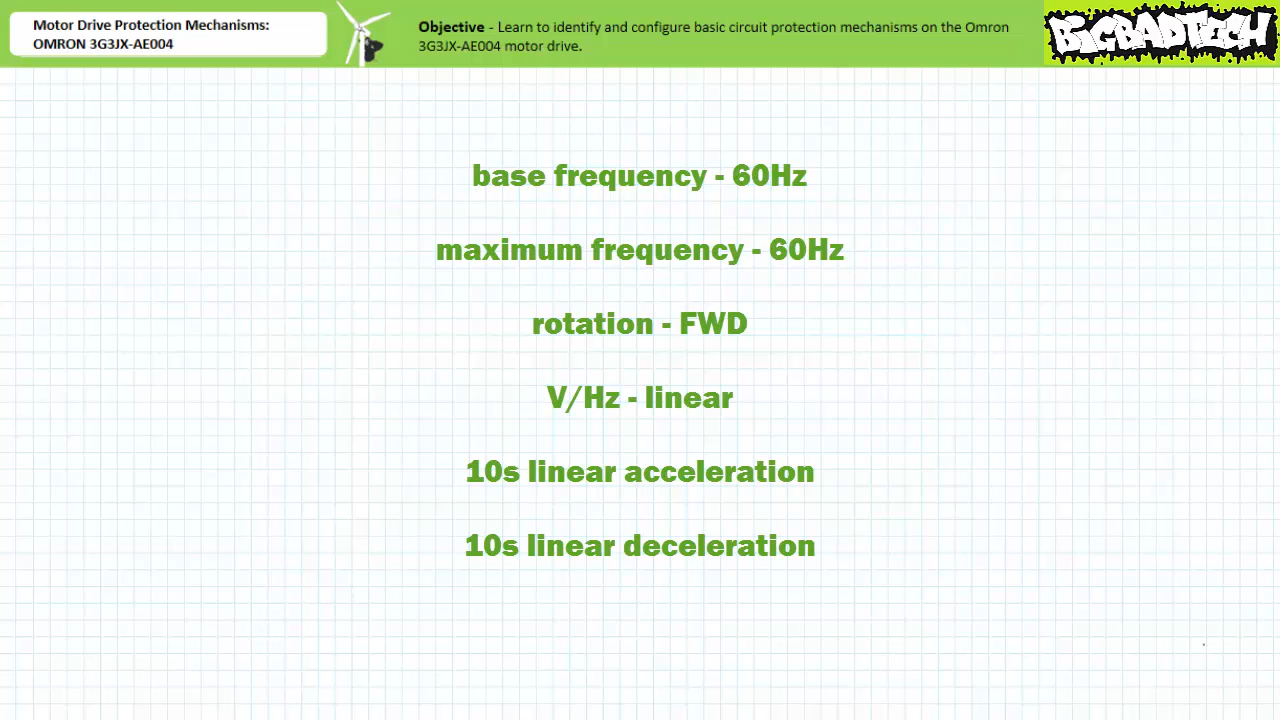 Motor Drive Protection Mechanisms:
OMRON 3G3JX-AE004
Objective - Learn to identify and configure basic circuit protection mechanisms on the Omron
3G3JX-AE004 motor drive.
BIGBADTECH
base frequency - 60Hz
maximum frequency - 60Hz
rotation - FWD
V/Hz - linear
10s linear acceleration
10s linear deceleration